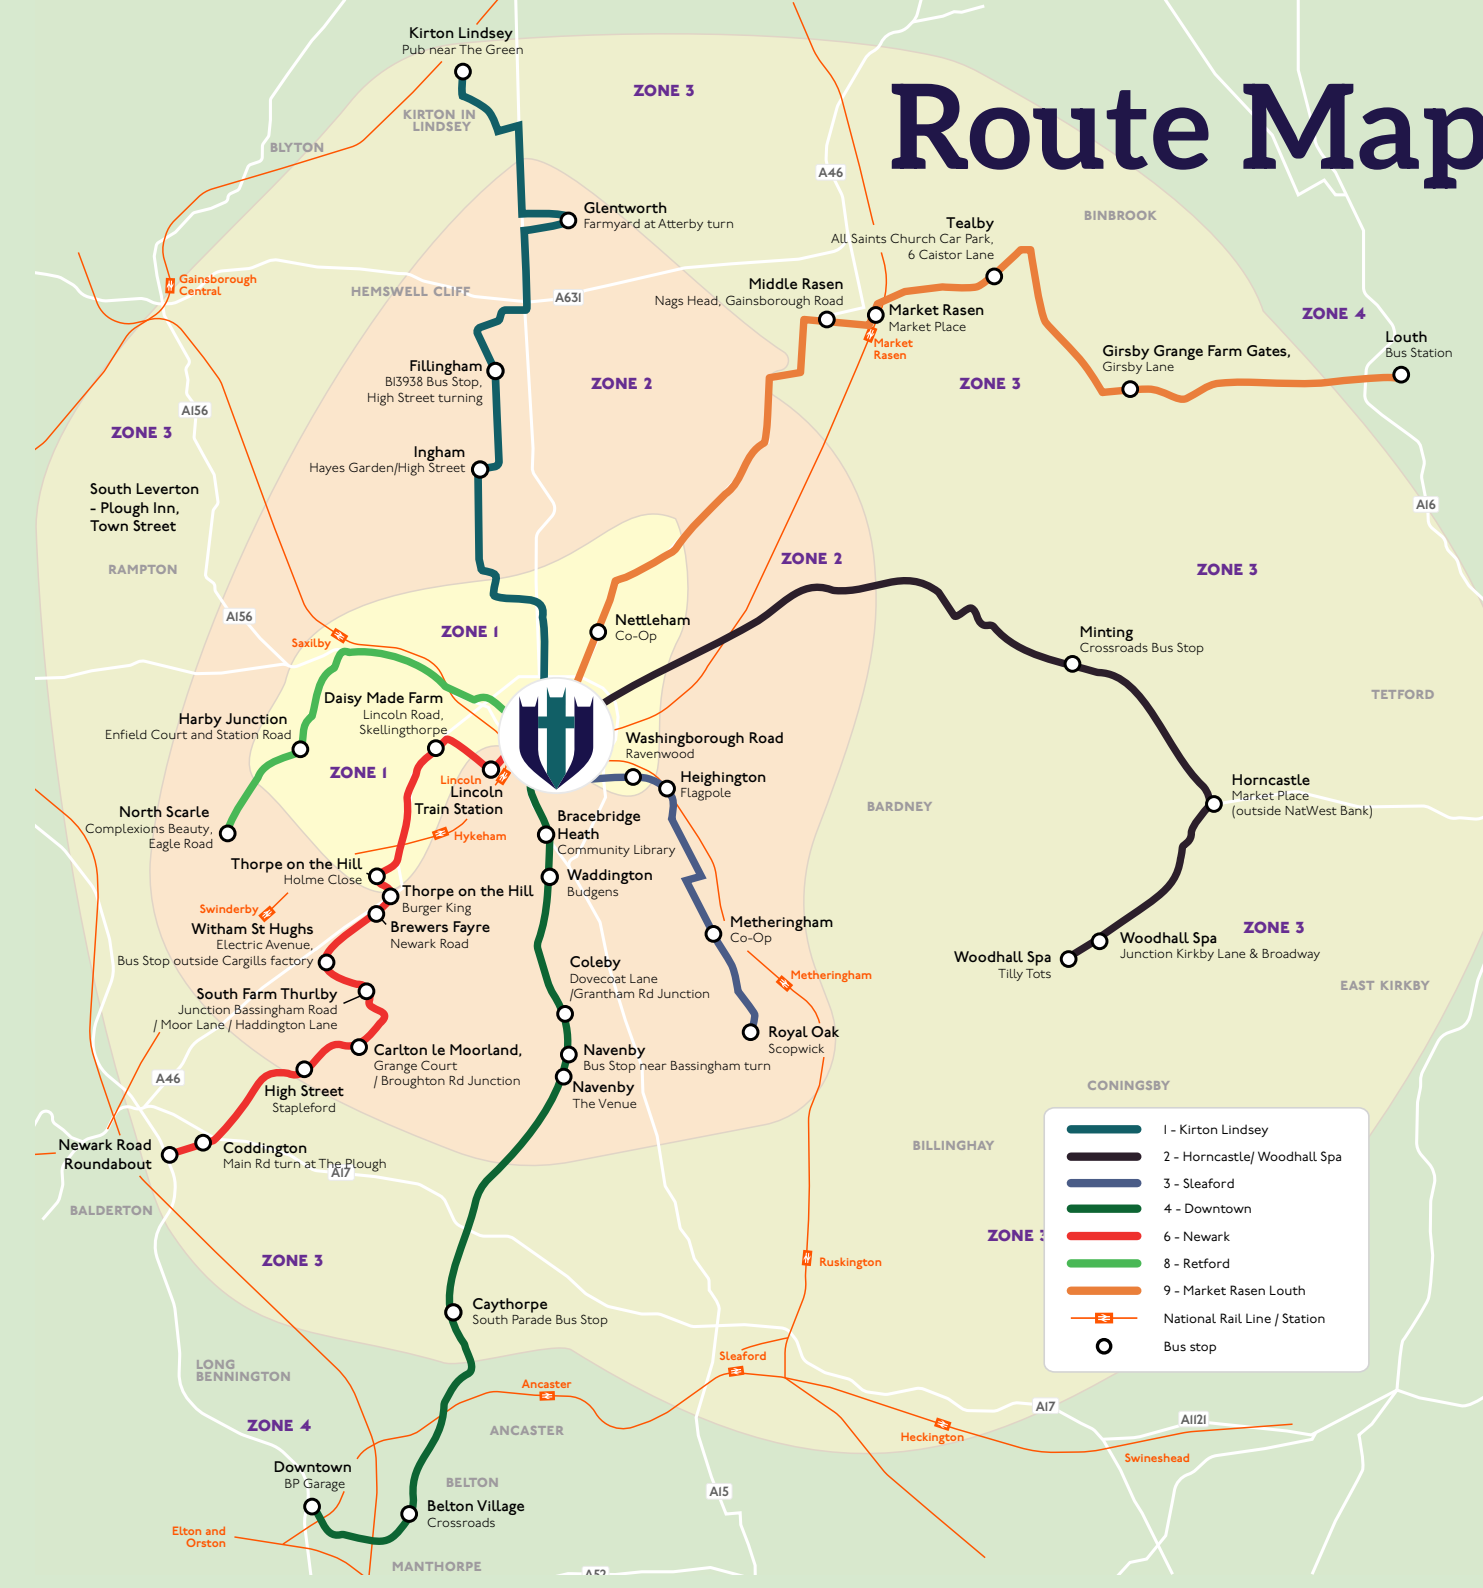 Route Map
Kirton Lindsey
Pub near The Green
ZONE 3
KIRTON IN
LINDSEY
BLYTON
A46
Glentworth
Farmyard at Atterby turn
BINBROOK
Tealby
All Saints Church Car Park,
6 Caistor Lane
Gainsborough
Central
HEMSWELL CLIFF
A631
Middle Rasen
Nags Head, Gainsborough Road
Market Rasen
Market Place
Market
Rasen
ZONE 4
Louth
Bus Station
Girsby Grange Farm Gates,
Girsby Lane
Fillingham
B13938 Bus Stop,
High Street turning
ZONE 2
ZONE 3
A156
ZONE 3
Ingham
Hayes Garden/High Street
South Leverton
- Plough Inn,
Town Street
A16
RAMPTON
ZONE 2
ZONE 3
A156
ZONE 1
Saxilby
Nettleham
Co-Op
Minting
Crossroads Bus Stop
TETFORD
Daisy Made Farm
Lincoln Road,
Skellingthorpe
Harby Junction
Enfield Court and Station Road
Washingborough Road
Ravenwood
ZONE 1
Lincoln
Lincoln
Train Station
Heighington
Flagpole
Horncastle
Market Place
(outside NatWest Bank)
BARDNEY
North Scarle
Complexions Beauty,
Eagle Road
Hykeham
Bracebridge
Heath
Community Library
Thorpe on the Hill
Holme Close
Waddington
Budgens
Thorpe on the Hill
Burger King
Swinderby
Brewers Fayre
Newark Road
Witham St Hughs
Electric Avenue,
Bus Stop outside Cargills factory
Metheringham
Co-Op
ZONE 3
Woodhall Spa
Junction Kirkby Lane & Broadway
Woodhall Spa
Tilly Tots
Coleby
Dovecoat Lane
/Grantham Rd Junction
Metheringham
EAST KIRKBY
South Farm Thurlby
Junction Bassingham Road
/ Moor Lane / Haddington Lane
Royal Oak
Scopwick
Carlton le Moorland,
Grange Court
/ Broughton Rd Junction
Navenby
Bus Stop near Bassingham turn
Navenby
The Venue
A46
High Street
Stapleford
CONINGSBY
BILLINGHAY
Newark Road
Roundabout
Coddington
Main Rd turn at The Plough
A17
BALDERTON
ZONE 3
ZONE 3
Ruskington
1 - Kirton Lindsey
2 - Horncastle/ Woodhall Spa
3 - Sleaford
4 - Downtown
6 - Newark
8 - Retford
9 - Market Rasen Louth
National Rail Line / Station
Bus stop
Caythorpe
South Parade Bus Stop
LONG
BENNINGTON
Sleaford
Ancaster
ZONE 4
ANCASTER
A17
A1121
Heckington
Swineshead
Downtown
BP Garage
BELTON
A15
Belton Village
Crossroads
Elton and
Orston
MANTHORPE
A52